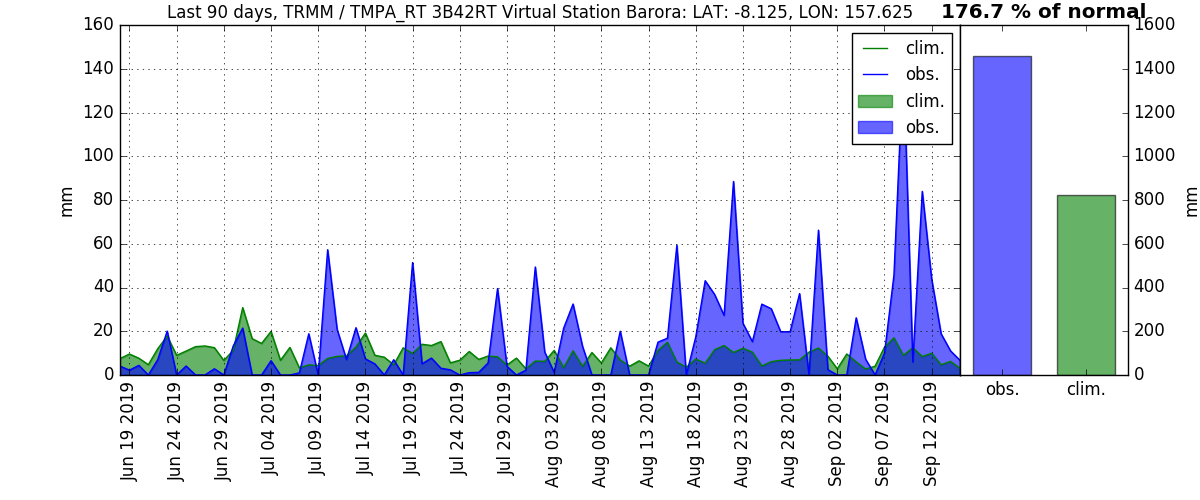 Last 90 days, TRMM / TMPA_RT 3B42RT Virtual Station Barora: LAT: -8.125, LON: 157.625
176.7 % of normal
160
140
120
100
80
60
40
20
0
mm
clim.
obs.
clim.
obs.
1600
1400
1200
1000
800
600
400
200
0
mm
Jun 19 2019
Jun 24 2019
Jun 29 2019
Jul 04 2019
Jul 09 2019
Jul 14 2019
Jul 19 2019
Jul 24 2019
Jul 29 2019
Aug 03 2019
Aug 08 2019
Aug 13 2019
Aug 18 2019
Aug 23 2019
Aug 28 2019
Sep 02 2019
Sep 07 2019
Sep 12 2019
obs.
clim.